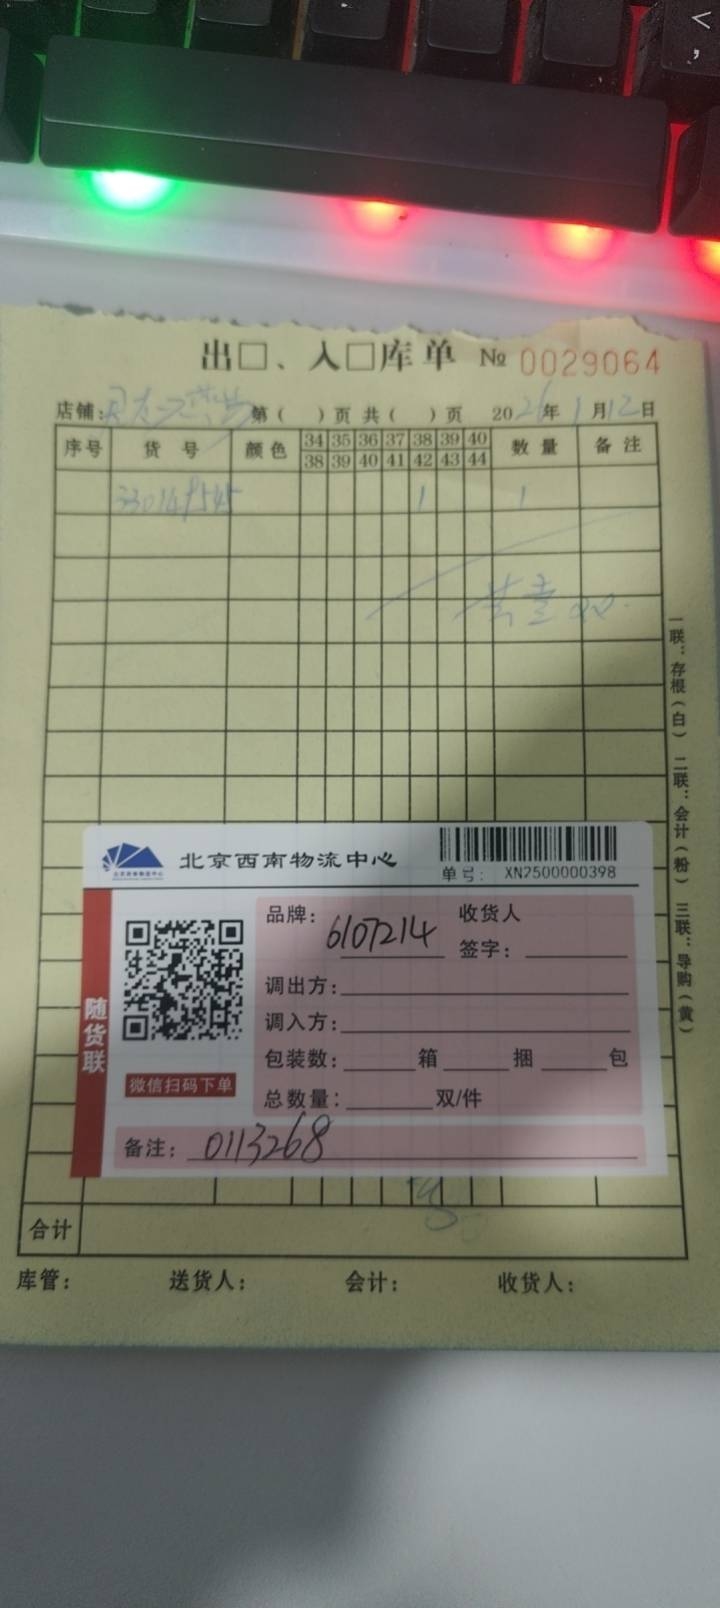 <
,
出□、入□库单 № 0029064
店铺: 第( )页 共( )页 2026年1月12日
序号 货号 颜色 34 35 36 37 38 39 40 数量 备注
38 39 40 41 42 43 44
1 1
一联：存根(白) 二联：会计(粉) 三联：导购(黄)
北京西南物流中心
单号: XN2500000398
随货联
微信扫码下单
品牌: 6107214 收货人
签字:
调出方:
调入方:
包装数: 箱 捆 包
总数量: 双/件
备注: 0113268
合计
库管: 送货人: 会计: 收货人: